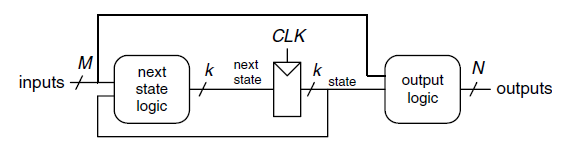 CLK
M
inputs
next
state
logic
k
next
state
k
state
output
logic
N
outputs